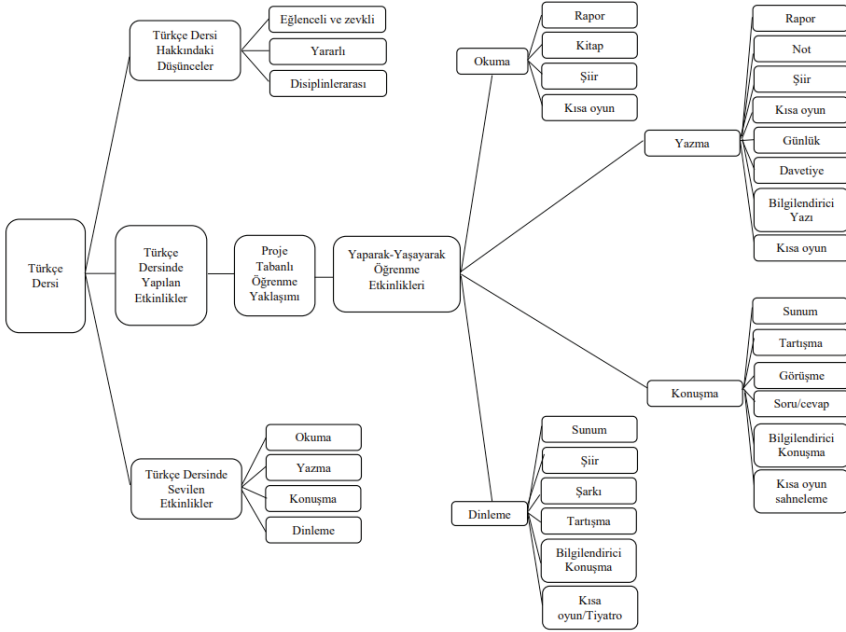 Türkçe Dersi
Hakkındaki
Düşünceler
Eğlenceli ve zevkli
Yararlı
Disiplinlerarası
Türkçe
Dersi
Türkçe
Dersinde
Yapılan
Etkinlikler
Proje
Tabanlı
Öğrenme
Yaklaşımı
Yaparak-Yaşayarak
Öğrenme
Etkinlikleri
Türkçe Dersinde
Sevilen
Etkinlikler
Okuma
Yazma
Konuşma
Dinleme
Okuma
Rapor
Kitap
Şiir
Kısa oyun
Yazma
Rapor
Not
Şiir
Kısa oyun
Günlük
Davetiye
Bilgilendirici
Yazı
Kısa oyun
Konuşma
Sunum
Tartışma
Görüşme
Soru/cevap
Bilgilendirici
Konuşma
Kısa oyun
sahneleme
Dinleme
Sunum
Şiir
Şarkı
Tartışma
Bilgilendirici
Konuşma
Kısa
oyun/Tiyatro